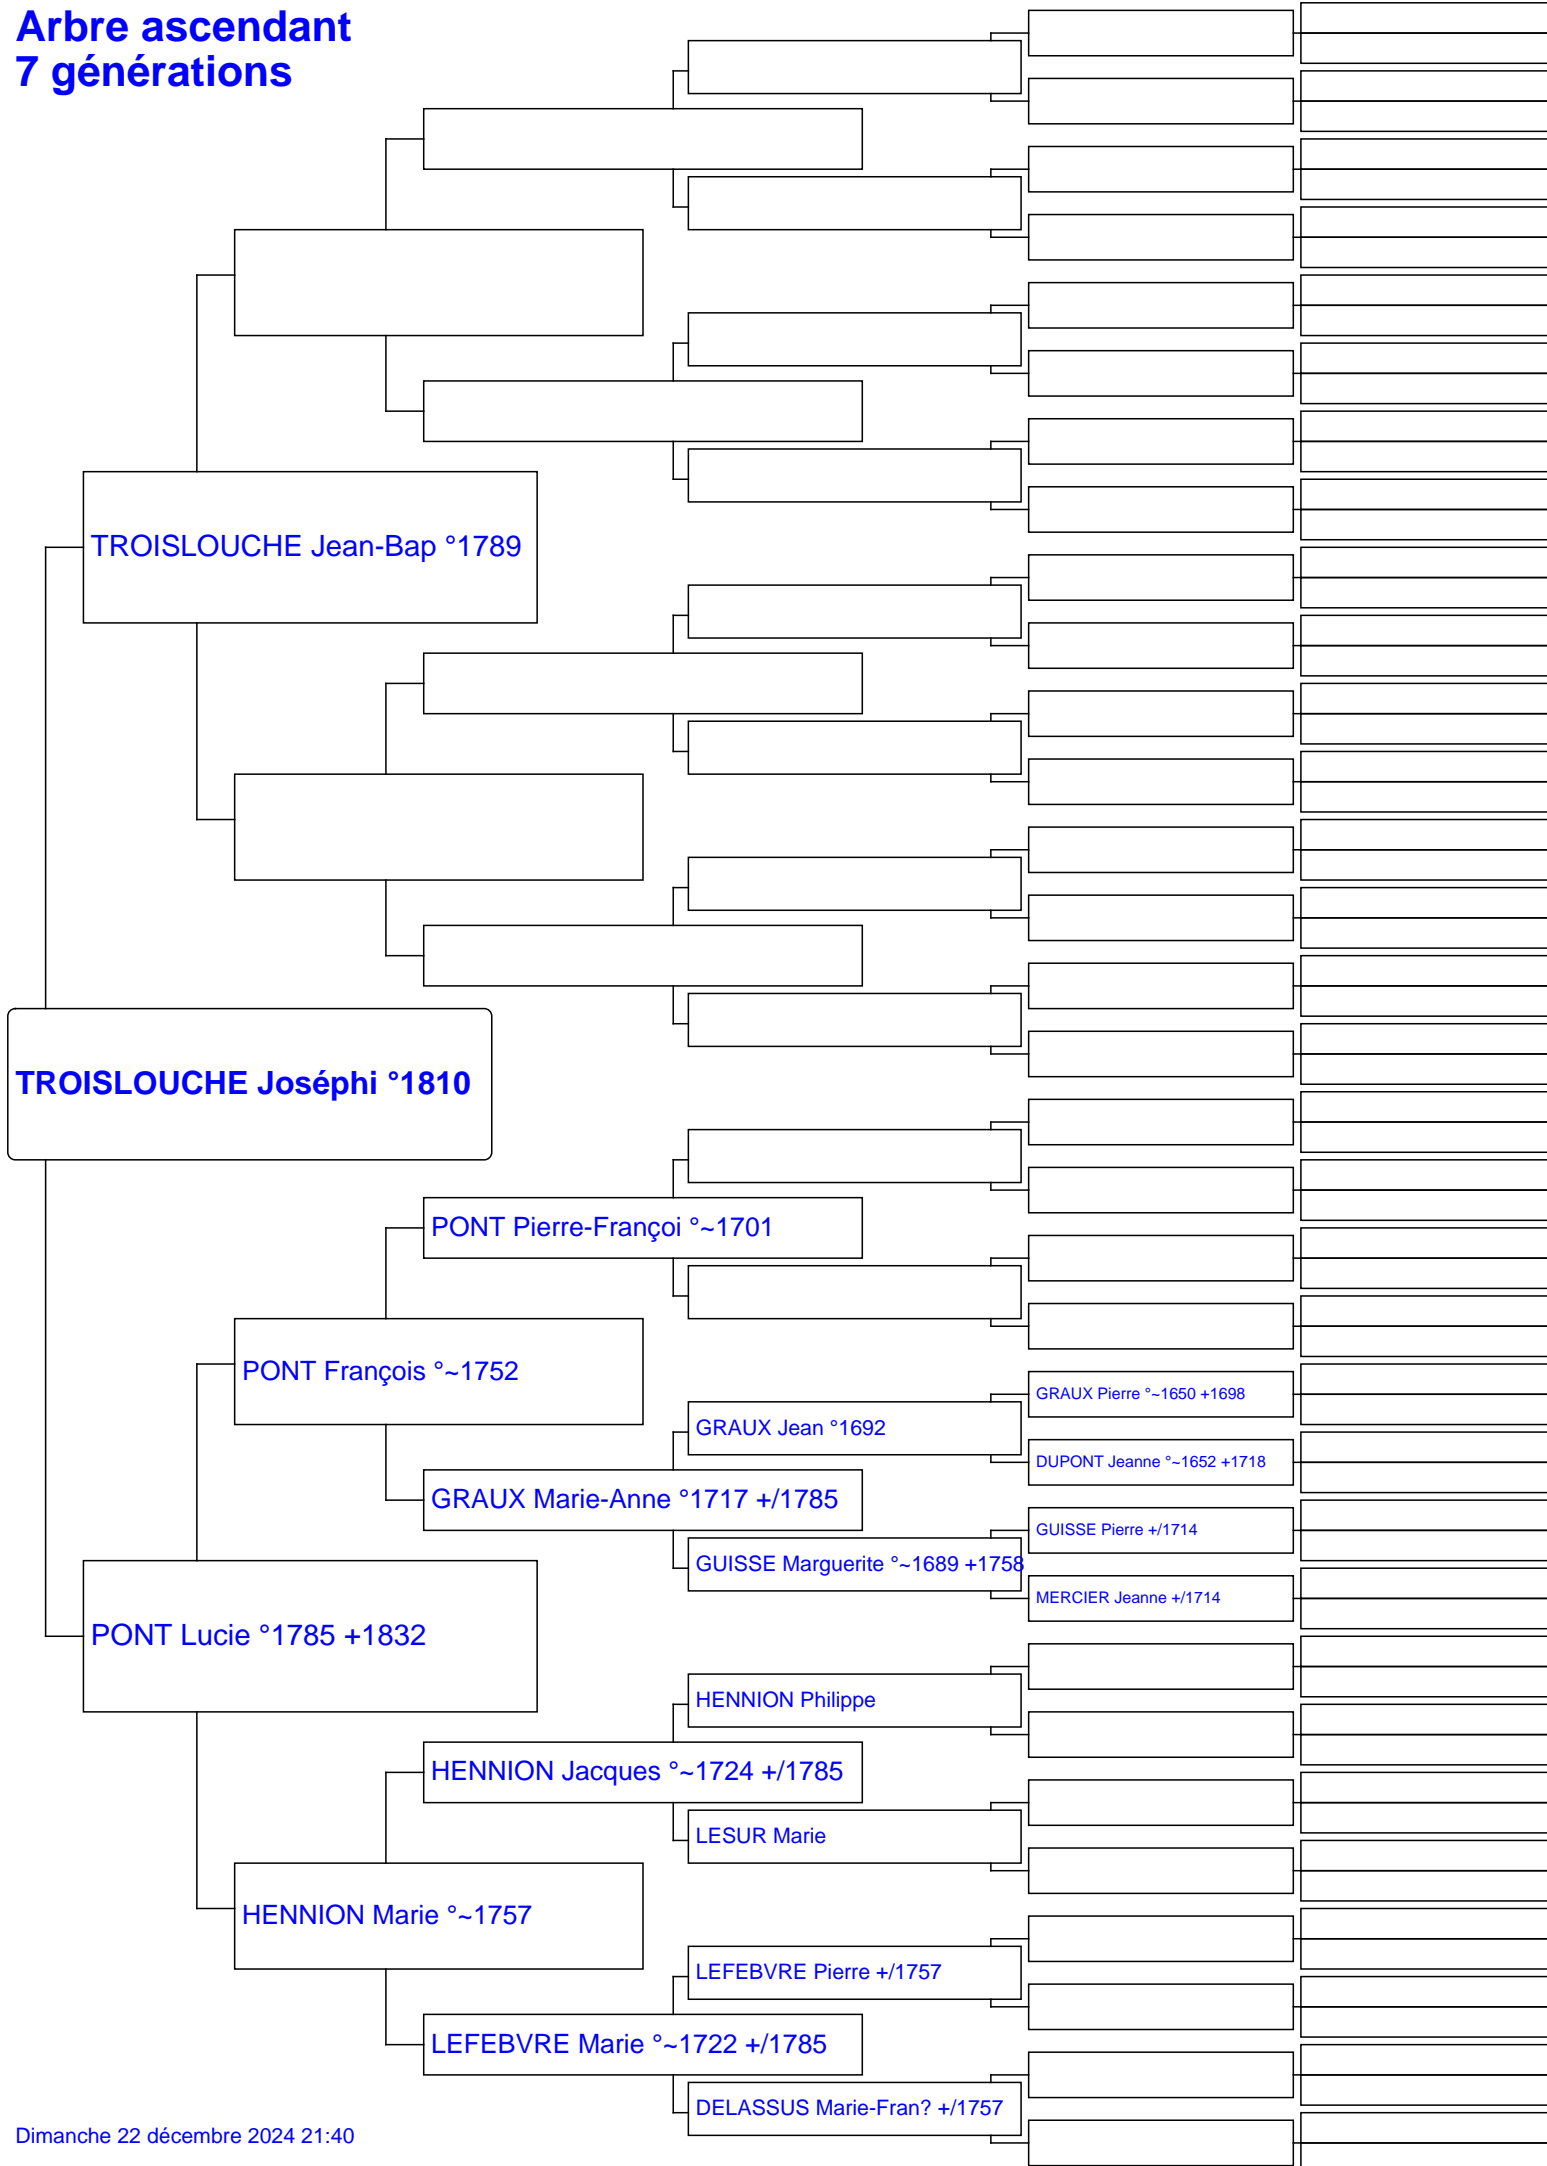 Arbre ascendant
7 générations
TROISLOUCHE Jean-Bap °1789
TROISLOUCHE Joséphi °1810
PONT Pierre-Françoi °~1701
PONT François °~1752
GRAUX Pierre °~1650 +1698
GRAUX Jean °1692
DUPONT Jeanne °~1652 +1718
GRAUX Marie-Anne °1717 +/1785
GUISSE Pierre +/1714
GUISSE Marguerite °~1689 +1758
MERCIER Jeanne +/1714
PONT Lucie °1785 +1832
HENNION Philippe
HENNION Jacques °~1724 +/1785
LESUR Marie
HENNION Marie °~1757
LEFEBVRE Pierre +/1757
LEFEBVRE Marie °~1722 +/1785
DELASSUS Marie-Fran? +/1757
Dimanche 22 décembre 2024 21:40